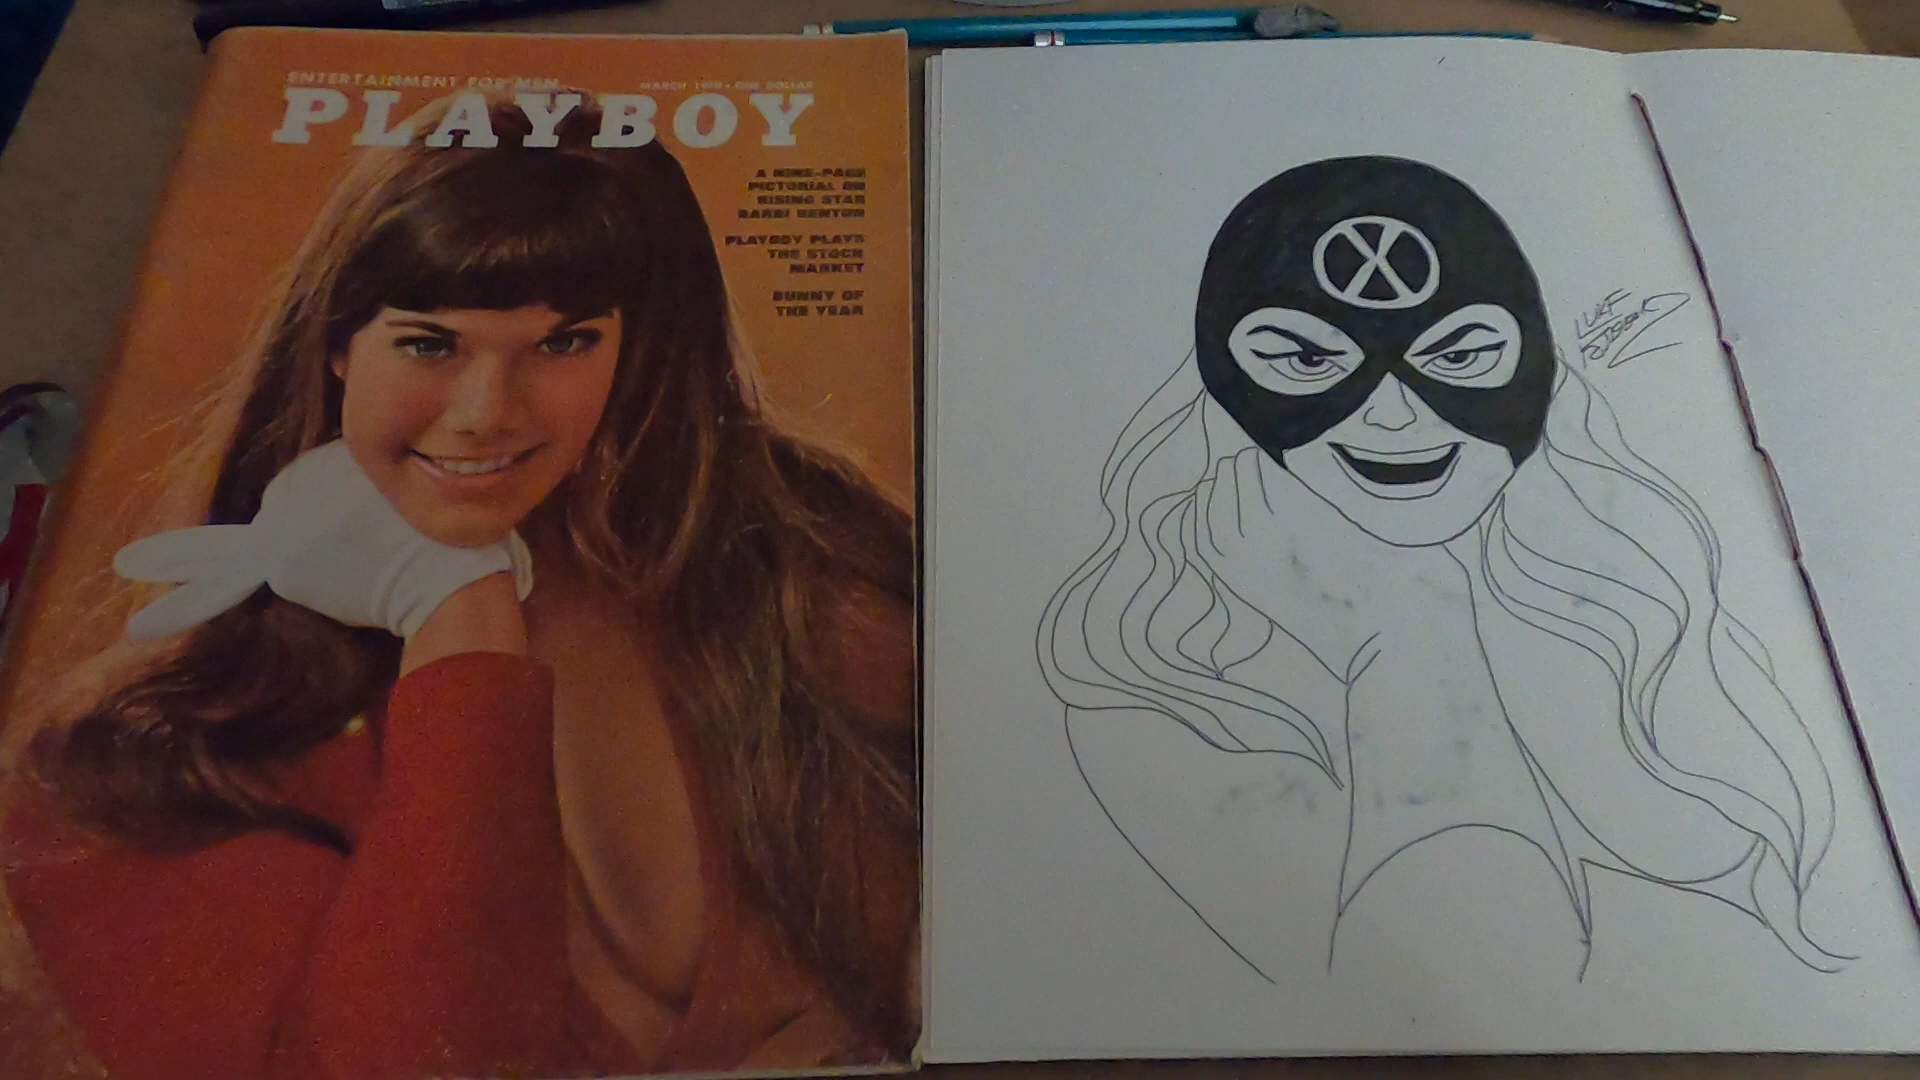 ENTERTAINMENT FOR MEN
MARCH 1970 • ONE DOLLAR
PLAYBOY
A NINE-PAGE
PICTORIAL ON
RISING STAR
BARBI BENTON
PLAYBOY PLAYS
THE STOCK
MARKET
BUNNY OF
THE YEAR
X
LUKE